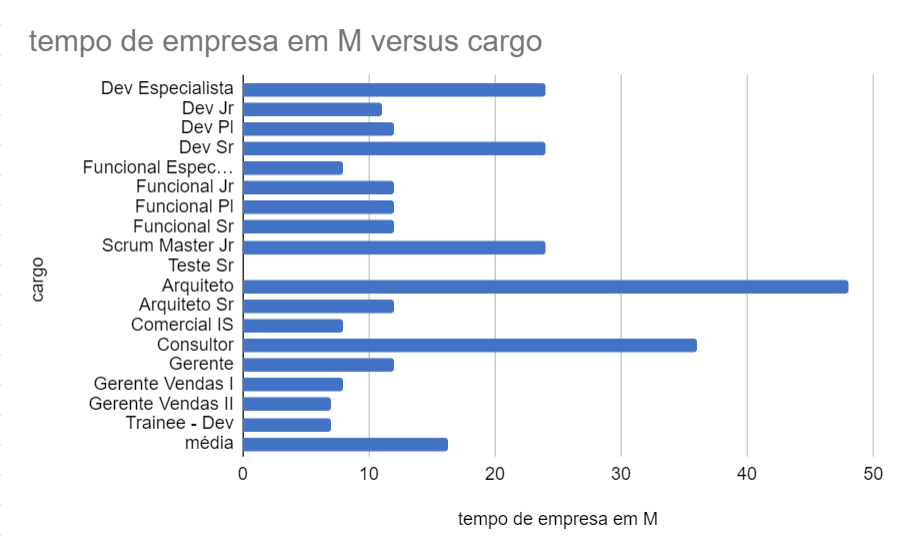 tempo de empresa em M versus cargo
cargo
Dev Especialista
Dev Jr
Dev Pl
Dev Sr
Funcional Espec…
Funcional Jr
Funcional Pl
Funcional Sr
Scrum Master Jr
Teste Sr
Arquiteto
Arquiteto Sr
Comercial IS
Consultor
Gerente
Gerente Vendas I
Gerente Vendas II
Trainee - Dev
média
0 10 20 30 40 50
tempo de empresa em M